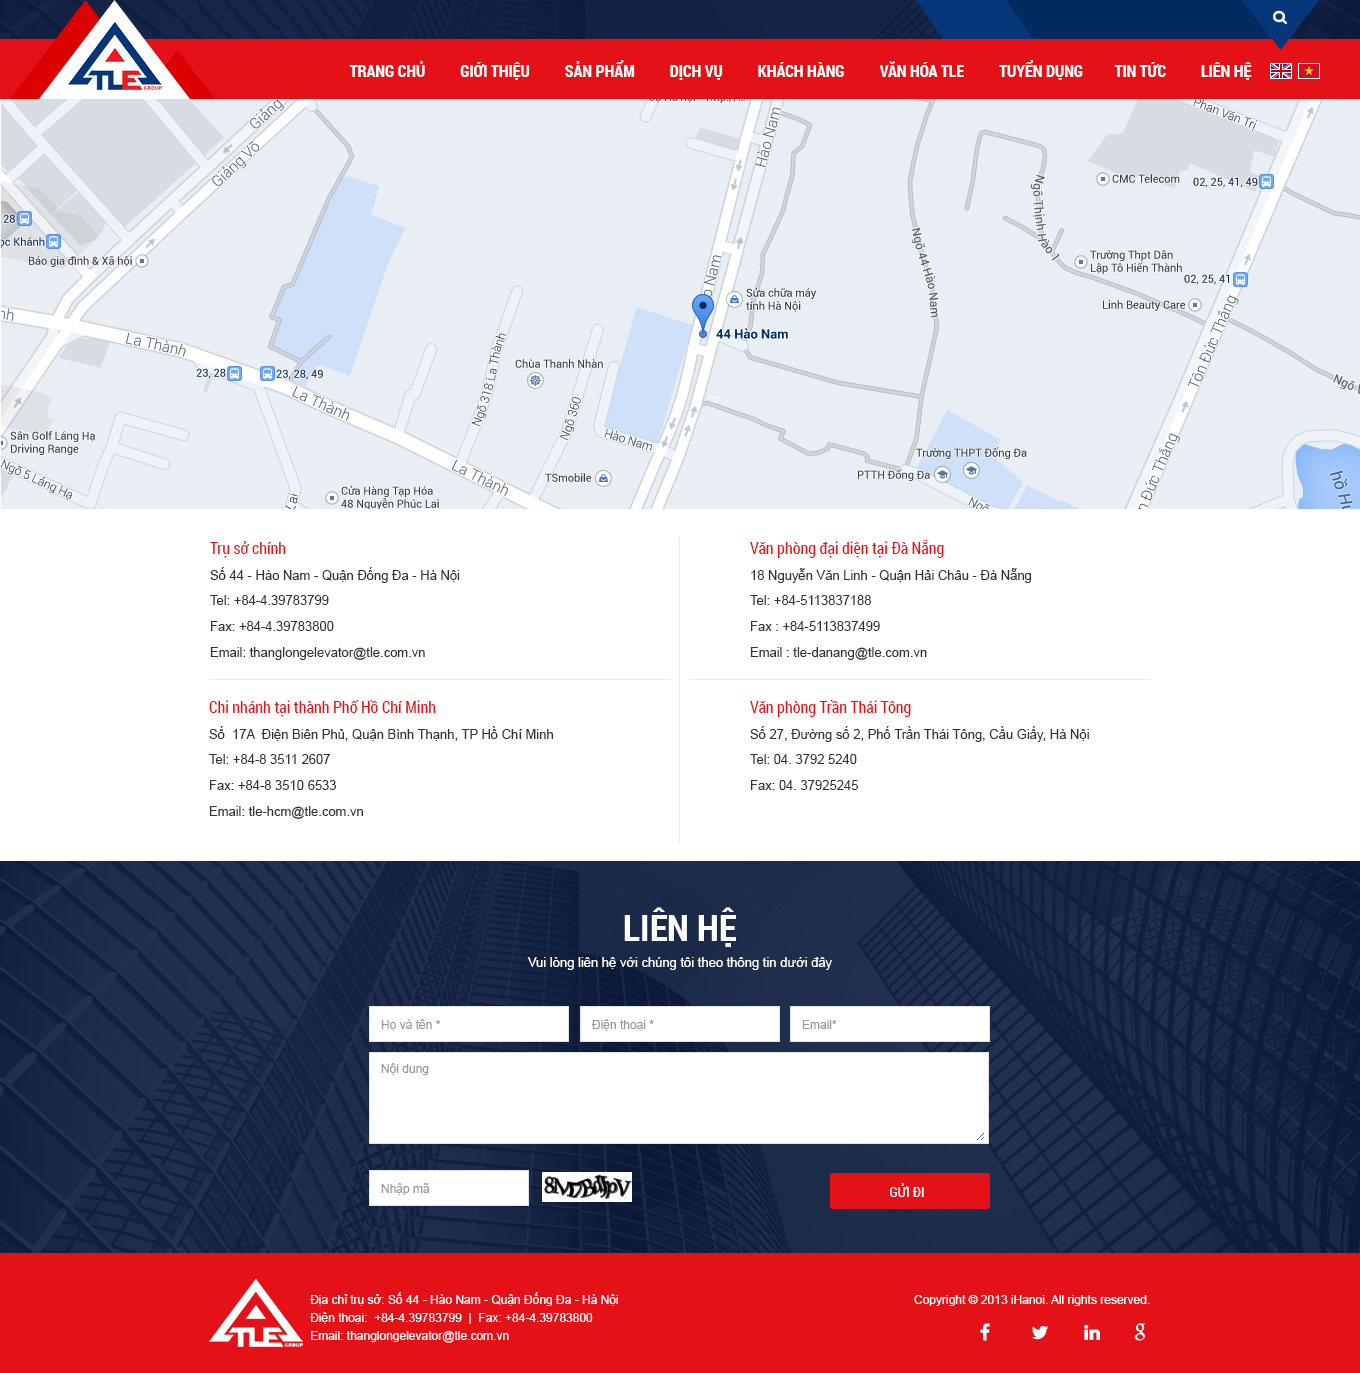 TRANG CHỦ GIỚI THIỆU SẢN PHẨM DỊCH VỤ KHÁCH HÀNG VĂN HÓA TLE TUYỂN DỤNG TIN TỨC LIÊN HỆ
TLE
GROUP
Giảng
Giảng Võ
Hào Nam
Phan Văn Trị
CMC Telecom
02, 25, 41, 49
Ngõ Thịnh Hào 1
28
ọc Khánh
Báo gia đình & Xã hội
Ngõ 44 Hào Nam
Trường Thpt Dân
Lập Tô Hiến Thành
02, 25, 41
Linh Beauty Care
o Nam
Sửa chữa máy
tính Hà Nội
44 Hào Nam
nh
La Thành
23, 28
23, 28, 49
La Thành
Ngõ 318 La Thành
Chùa Thanh Nhàn
Ngõ 360
Hào Nam
Tôn Đức Thắng
Ngõ V
Sân Golf Láng Hạ
Driving Range
Ngõ 5 Láng Hạ
La Thành
TSmobile
Cửa Hàng Tạp Hóa
48 Nguyễn Phúc Lai
Lai
Trường THPT Đống Đa
PTTH Đống Đa
Ngõ
n Đức Thắng
hồ Hu
Trụ sở chính
Số 44 - Hào Nam - Quận Đống Đa - Hà Nội
Tel: +84-4.39783799
Fax: +84-4.39783800
Email: thanglongelevator@tle.com.vn
Văn phòng đại diện tại Đà Nẵng
18 Nguyễn Văn Linh - Quận Hải Châu - Đà Nẵng
Tel: +84-5113837188
Fax : +84-5113837499
Email : tle-danang@tle.com.vn
Chi nhánh tại thành Phố Hồ Chí Minh
Số 17A Điện Biên Phủ, Quận Bình Thạnh, TP Hồ Chí Minh
Tel: +84-8 3511 2607
Fax: +84-8 3510 6533
Email: tle-hcm@tle.com.vn
Văn phòng Trần Thái Tông
Số 27, Đường số 2, Phố Trần Thái Tông, Cầu Giấy, Hà Nội
Tel: 04. 3792 5240
Fax: 04. 37925245
LIÊN HỆ
Vui lòng liên hệ với chúng tôi theo thông tin dưới đây
Họ và tên * Điện thoại * Email*
Nội dung
Nhập mã
GỬI ĐI
TLE
GROUP
Địa chỉ trụ sở: Số 44 - Hào Nam - Quận Đống Đa - Hà Nội
Điện thoại: +84-4.39783799 | Fax: +84-4.39783800
Email: thanglongelevator@tle.com.vn
Copyright © 2013 iHanoi. All rights reserved.